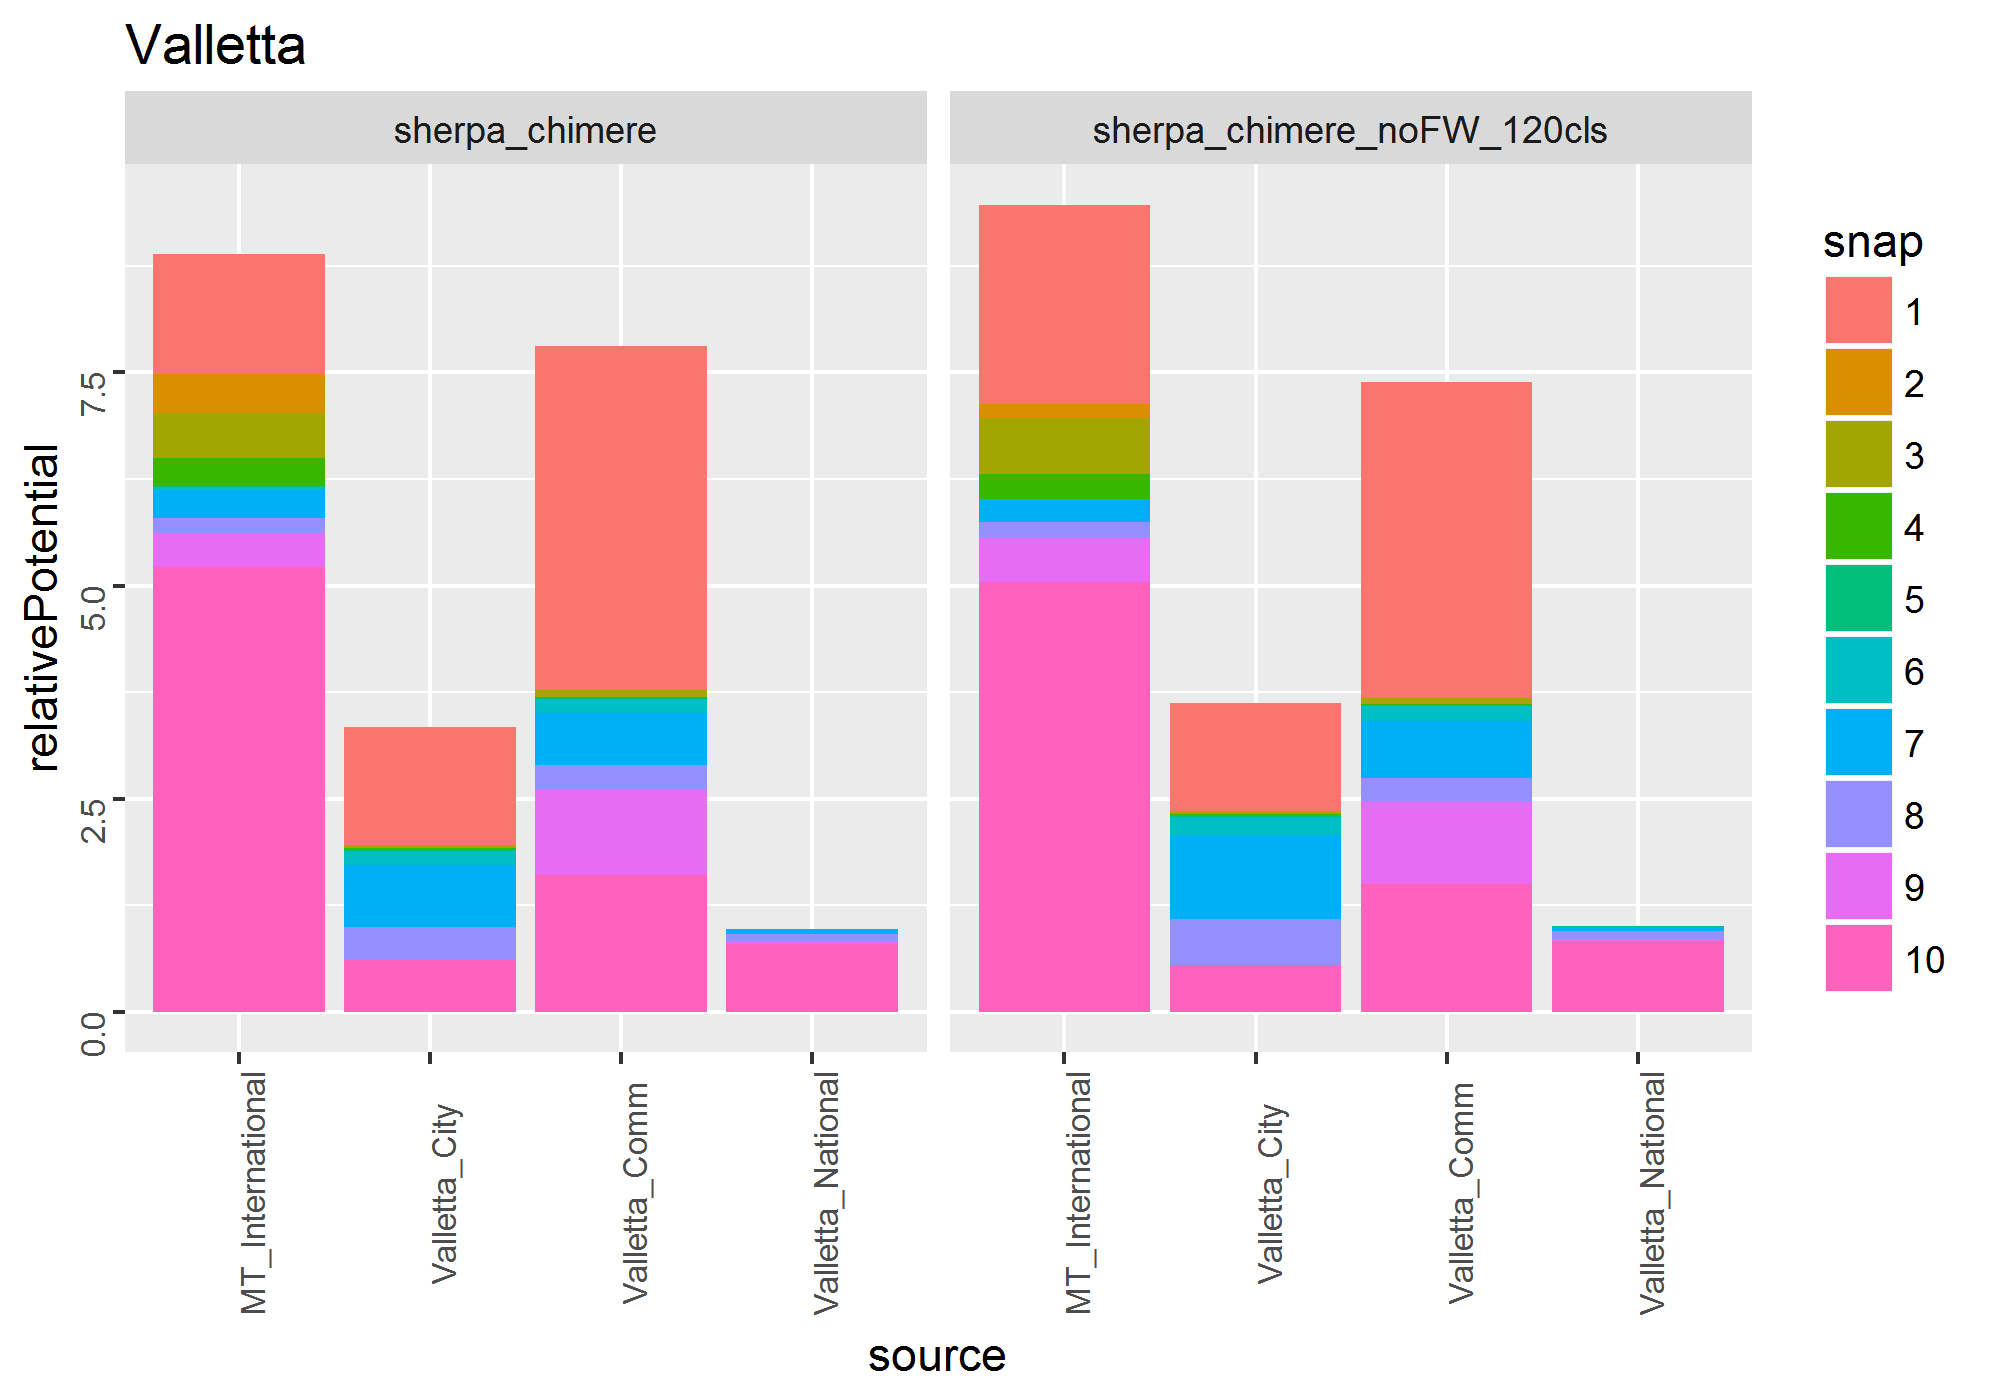 Valletta
sherpa_chimere
sherpa_chimere_noFW_120cls
relativePotential
7.5
5.0
2.5
0.0
MT_International
Valletta_City
Valletta_Comm
Valletta_National
MT_International
Valletta_City
Valletta_Comm
Valletta_National
source
snap
1
2
3
4
5
6
7
8
9
10